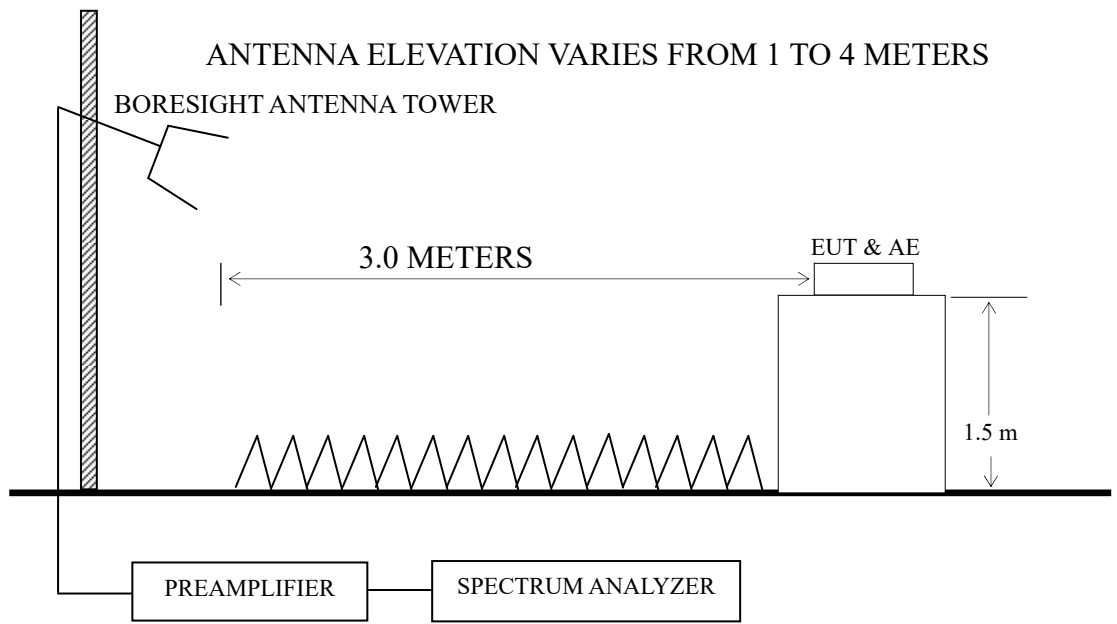 ANTENNA ELEVATION VARIES FROM 1 TO 4 METERS
BORESIGHT ANTENNA TOWER
3.0 METERS
EUT & AE
1.5 m
PREAMPLIFIER
SPECTRUM ANALYZER